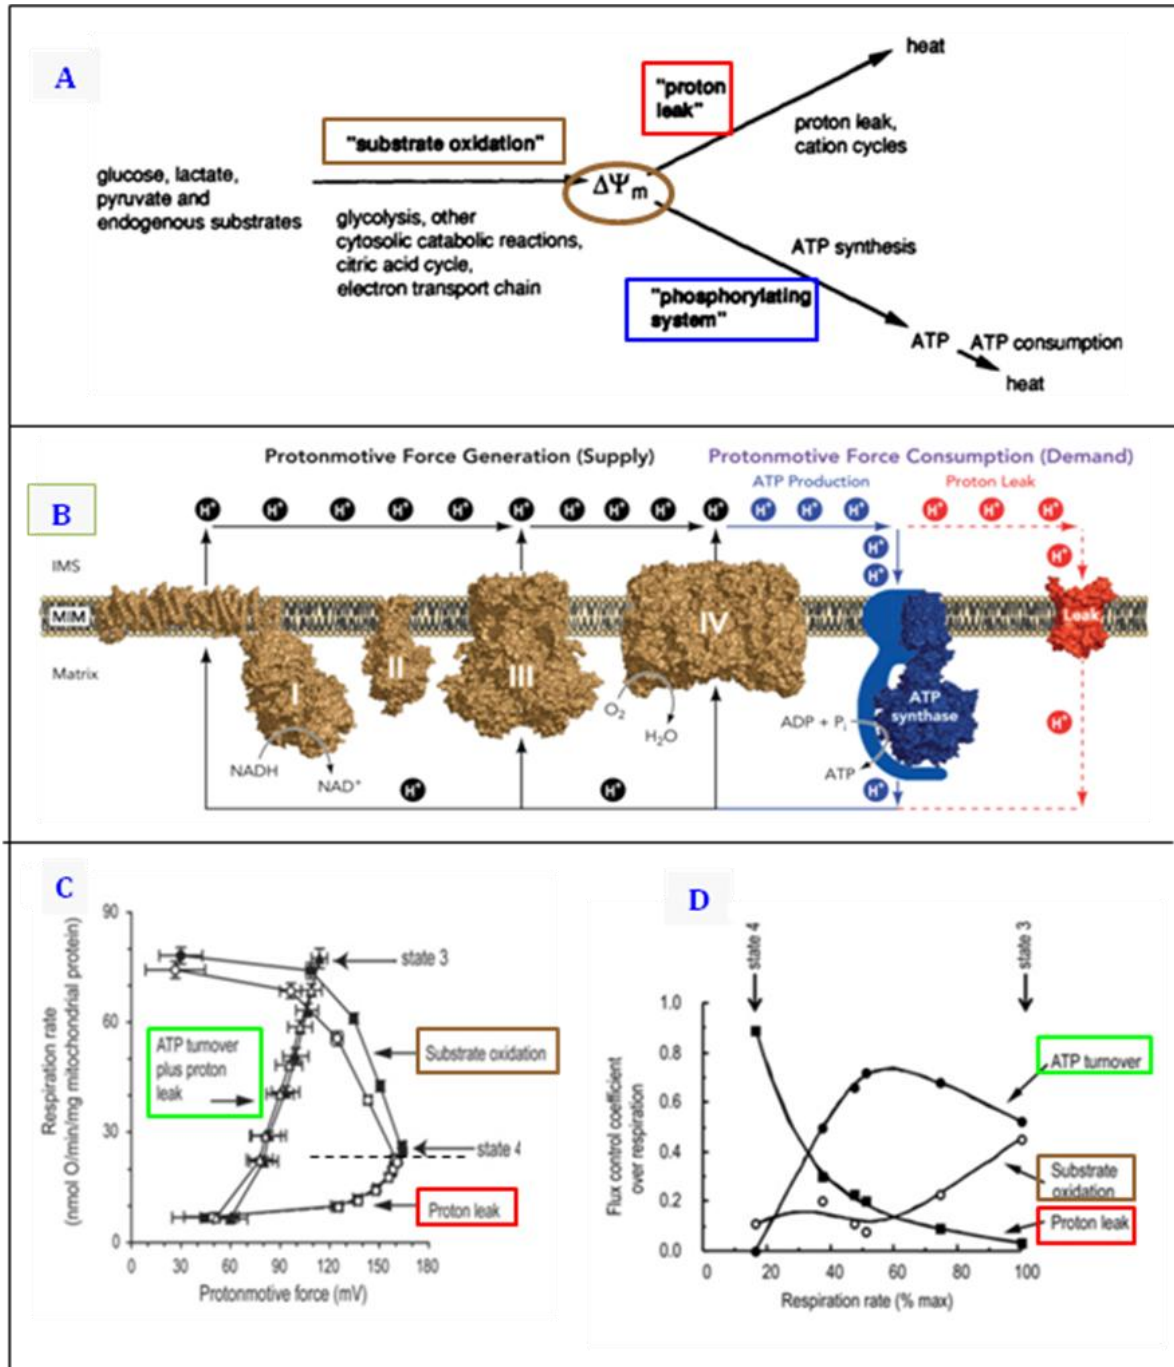 A
"substrate oxidation"
glucose, lactate,
pyruvate and
endogenous substrates
glycolysis, other
cytosolic catabolic reactions,
citric acid cycle,
electron transport chain
ΔΨm
"proton
leak"
heat
proton leak,
cation cycles
ATP synthesis
"phosphorylating
system"
ATP
ATP consumption
heat
B
Protonmotive Force Generation (Supply)
Protonmotive Force Consumption (Demand)
ATP Production
Proton Leak
H+ H+ H+ H+ H+ H+ H+ H+ H+ H+ H+ H+ H+ H+ H+ H+
H+
H+
H+
IMS
MIM
Matrix
I
II
III
IV
Leak
ATP
synthase
O2
H2O
ADP + Pi
ATP
NADH
NAD+
H+
H+
H+
H+
C
Respiration rate
(nmol O/min/mg mitochondrial protein)
90
60
30
0
state 3
ATP turnover
plus proton
leak
Substrate oxidation
state 4
Proton leak
0 30 60 90 120 150 180
Protonmotive force (mV)
D
state 4
state 3
Flux control coefficient
over respiration
1.0
0.8
0.6
0.4
0.2
0.0
ATP turnover
Substrate
oxidation
Proton leak
0 20 40 60 80 100
Respiration rate (% max)